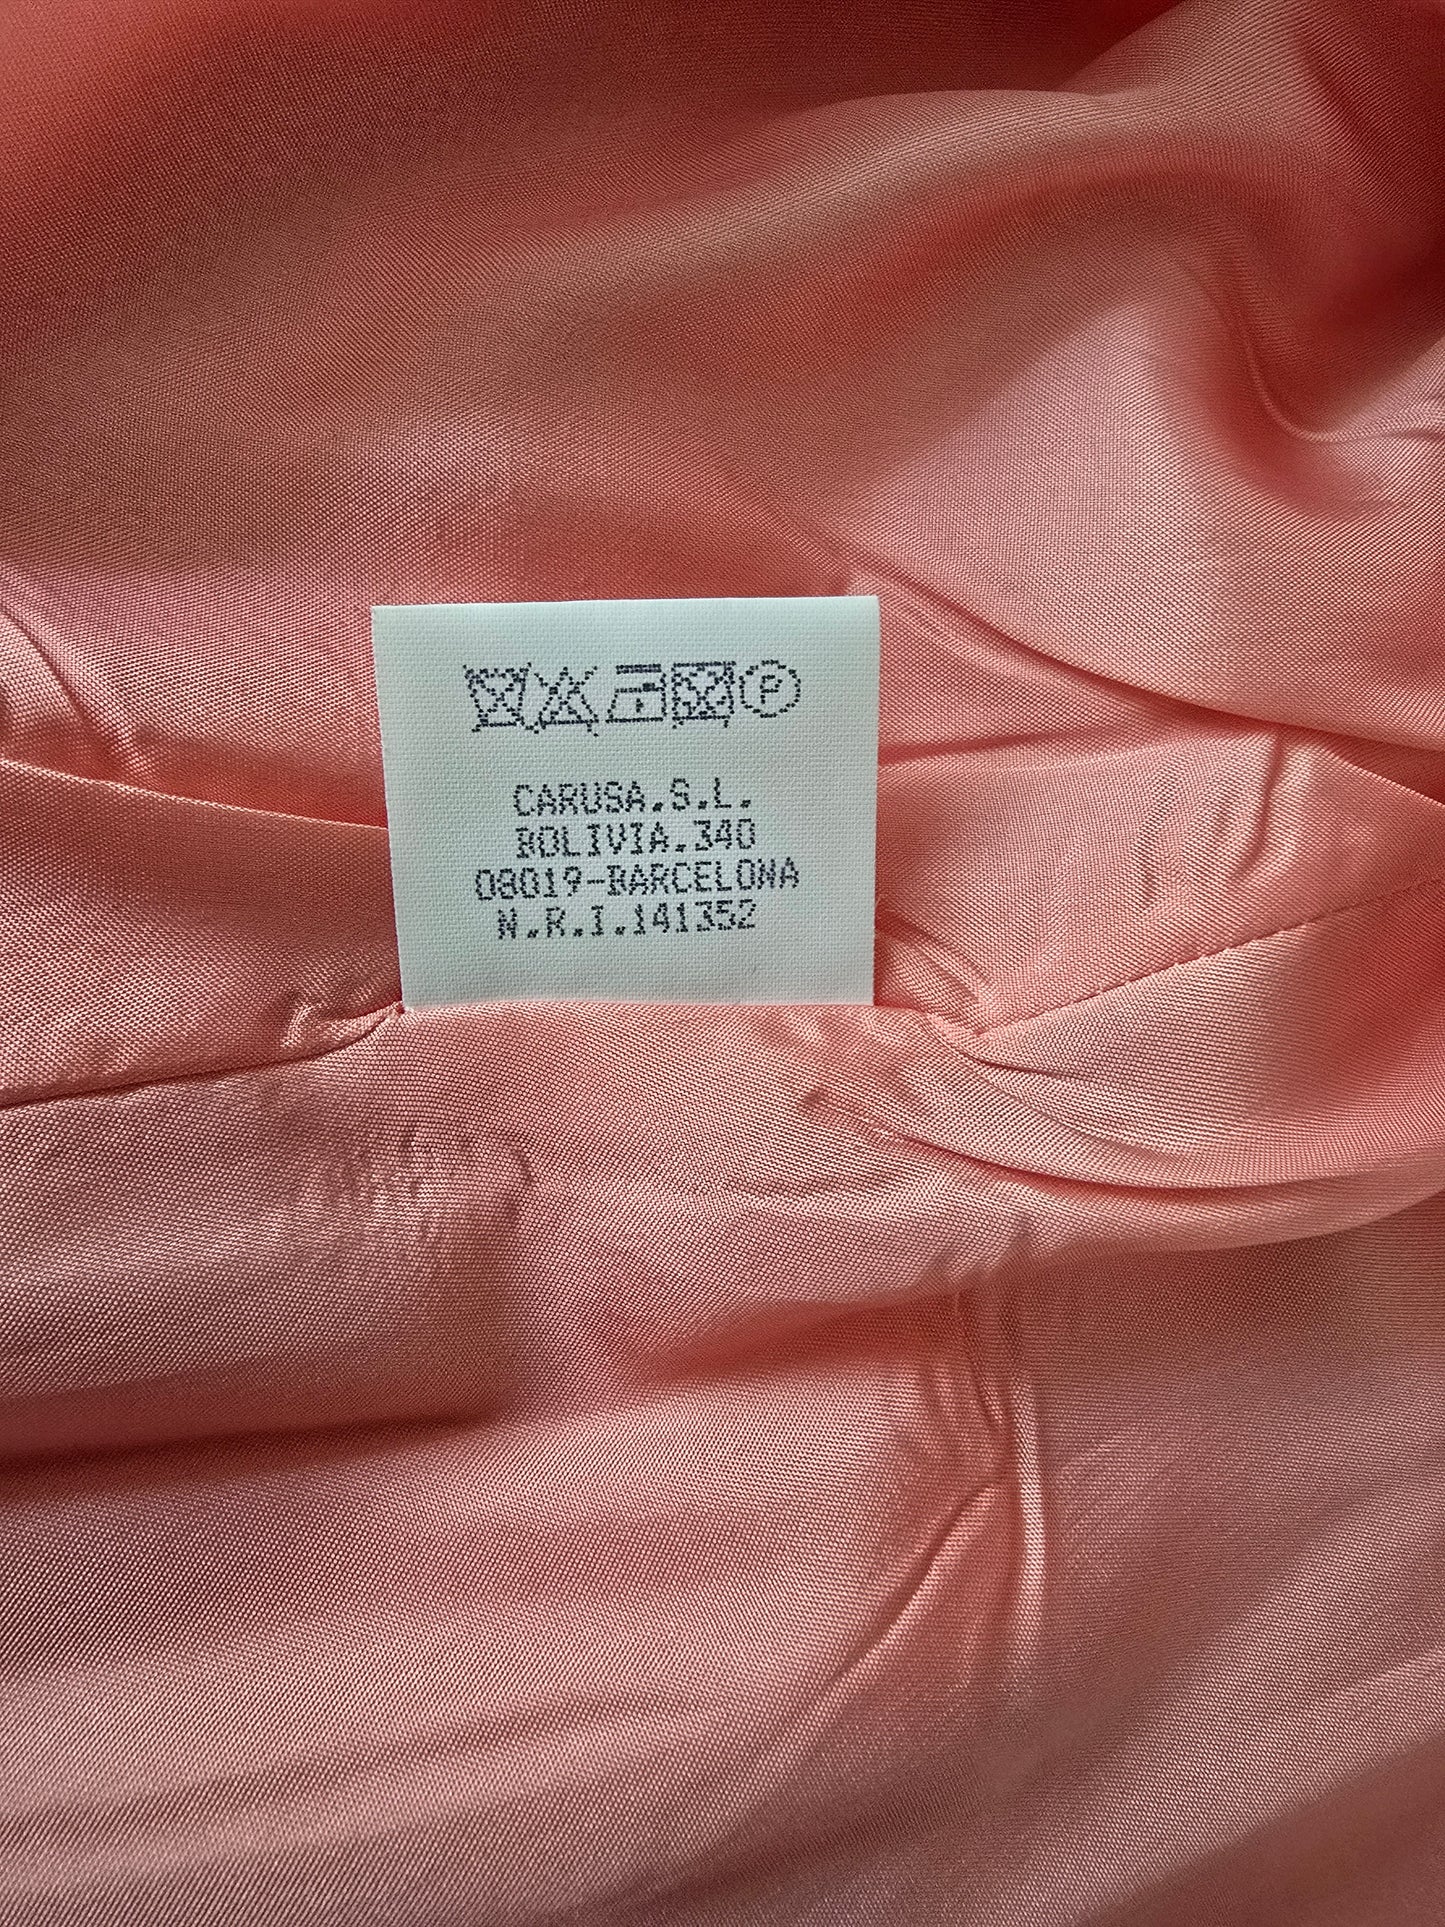 P
CARUSA.S.L.
BOLIVIA.340
08019-BARCELONA
N.R.I.141352